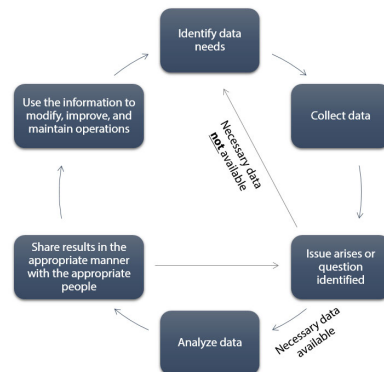 Identify data
needs
Collect data
Issue arises or
question
identified
Necessary data
not available
Necessary data
available
Analyze data
Share results in the
appropriate manner
with the appropriate
people
Use the information to
modify, improve, and
maintain operations